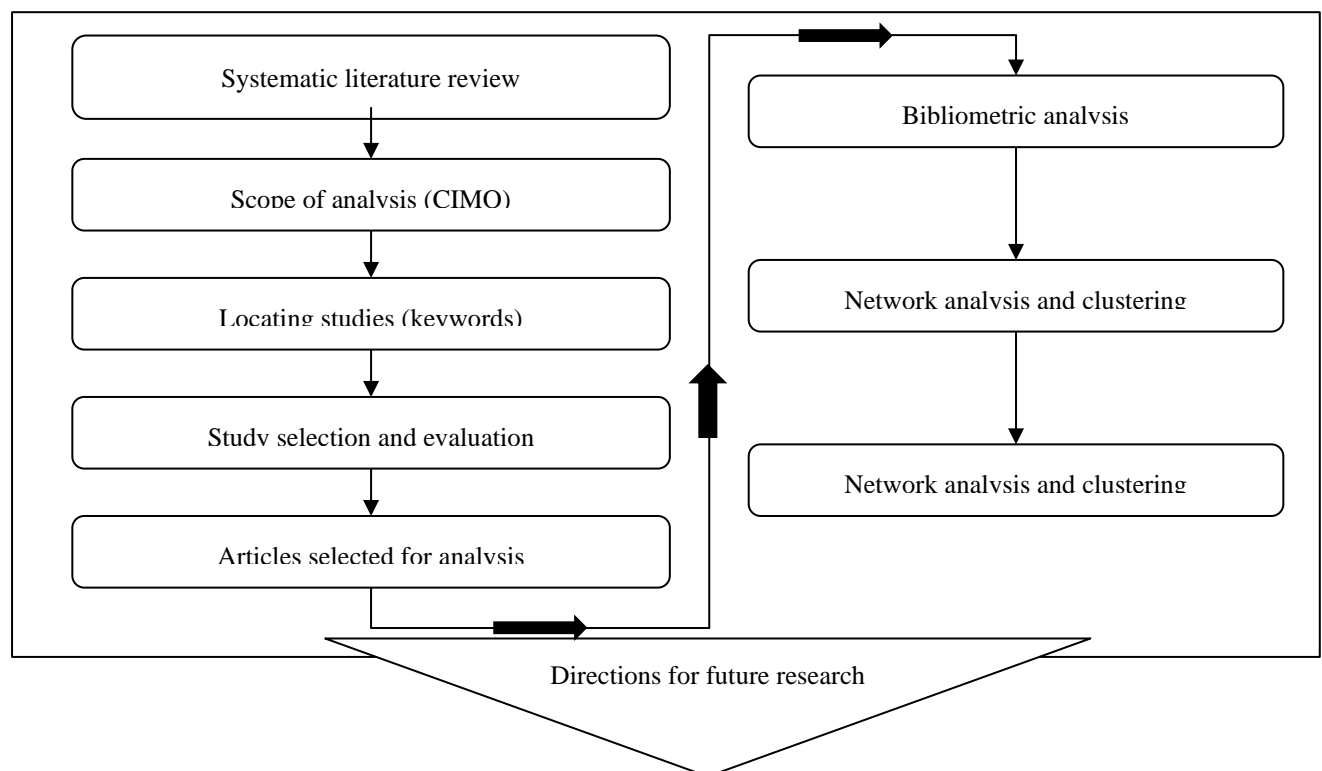 Systematic literature review
Scope of analysis (CIMO)
Locating studies (keywords)
Study selection and evaluation
Articles selected for analysis
Bibliometric analysis
Network analysis and clustering
Network analysis and clustering
Directions for future research